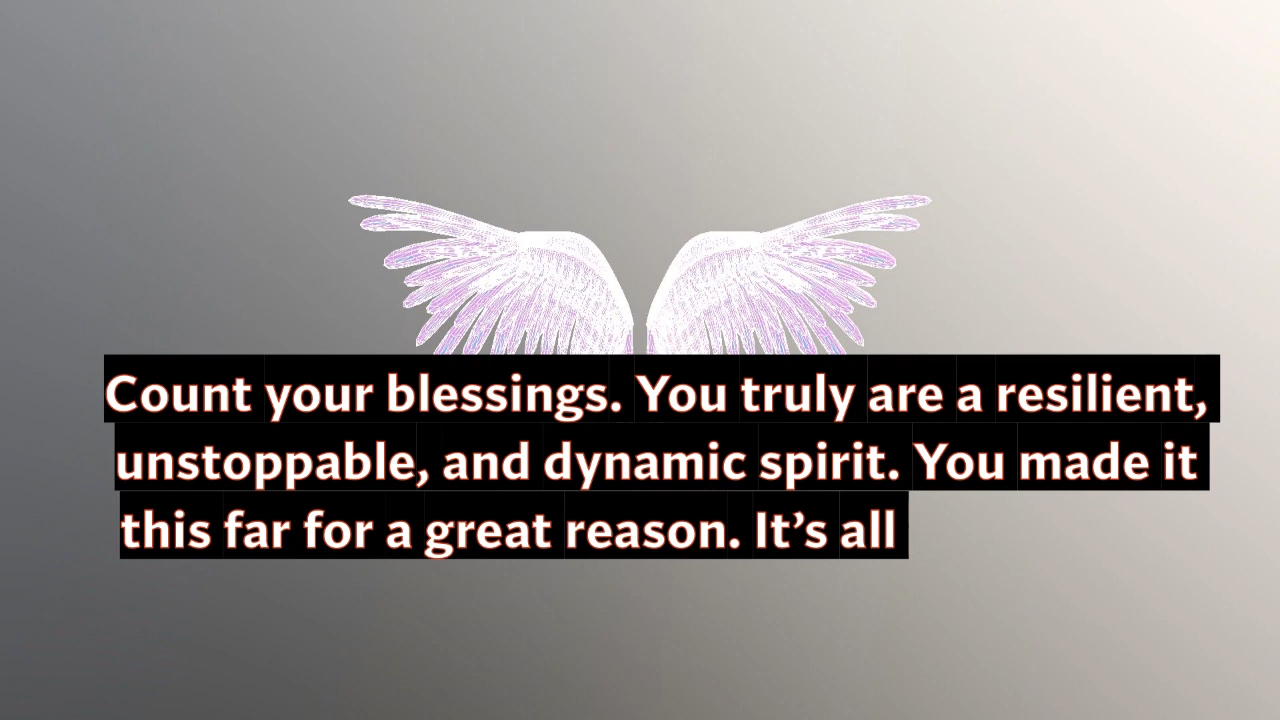 Count your blessings. You truly are a resilient,
unstoppable, and dynamic spirit. You made it
this far for a great reason. It’s all